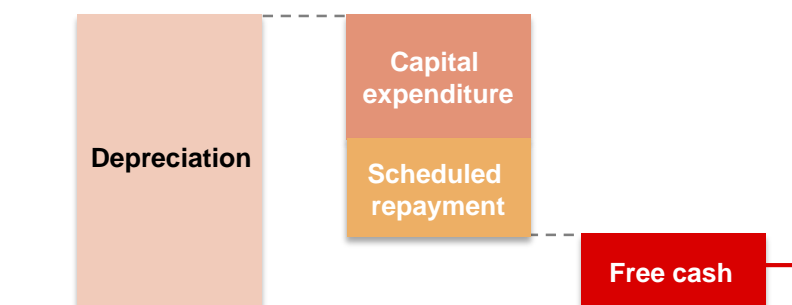 Capital
expenditure
Depreciation
Scheduled
repayment
Free cash